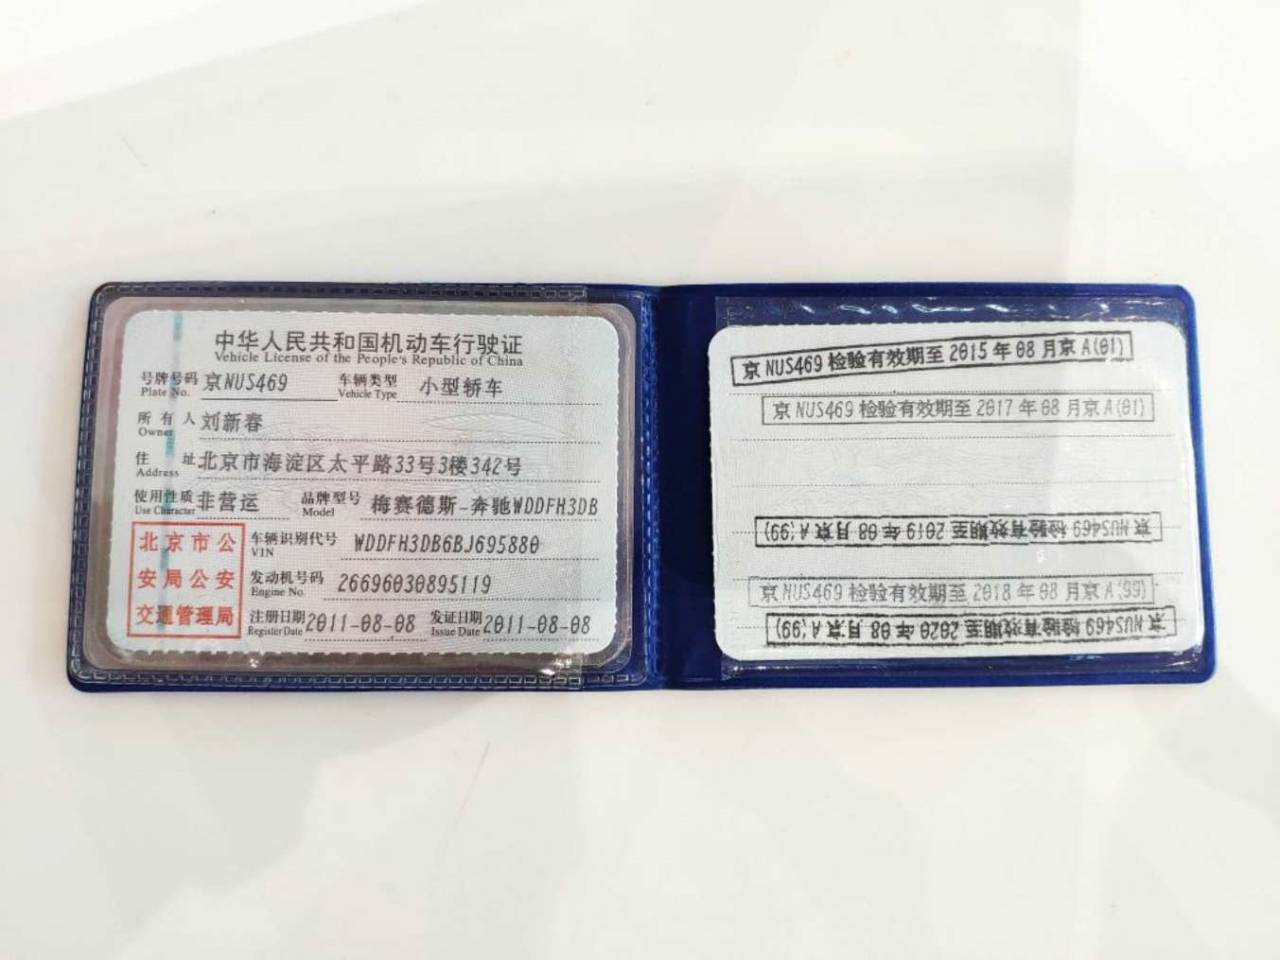 中华人民共和国机动车行驶证
Vehicle License of the People's Republic of China
号牌号码 京NUS469 车辆类型 小型轿车
Plate No. Vehicle Type
所有人 刘新春
Owner
住址 北京市海淀区太平路33号3楼342号
Address
使用性质 非营运 品牌型号 梅赛德斯-奔驰WDDFH3DB
Use Character Model
北京市公
安局公安
交通管理局
车辆识别代号 WDDFH3DB6BJ695880
VIN
发动机号码 26696030895119
Engine No.
注册日期 2011-08-08 发证日期 2011-08-08
Register Date Issue Date
京NUS469检验有效期至2015年08月京A(01)
京NUS469检验有效期至2017年08月京A(01)
京NUS469检验有效期至2019年08月京A(99)
京NUS469检验有效期至2018年08月京A(99)
京NUS469检验有效期至2020年08月京A(99)